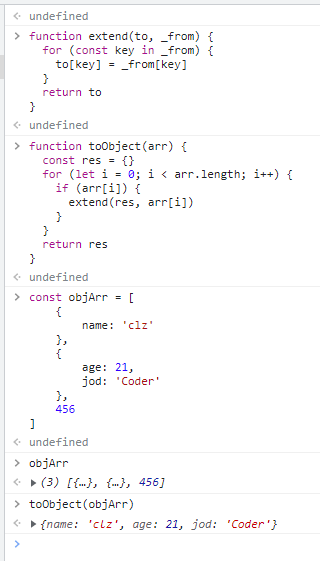 undefined
function extend(to, _from) {
  for (const key in _from) {
    to[key] = _from[key]
  }
  return to
}
undefined
function toObject(arr) {
  const res = {}
  for (let i = 0; i < arr.length; i++) {
    if (arr[i]) {
      extend(res, arr[i])
    }
  }
  return res
}
undefined
const objArr = [
    {
        name: 'clz'
    },
    {
        age: 21,
        jod: 'Coder'
    },
    456
]
undefined
objArr
(3) [{…}, {…}, 456]
toObject(objArr)
{name: 'clz', age: 21, jod: 'Coder'}